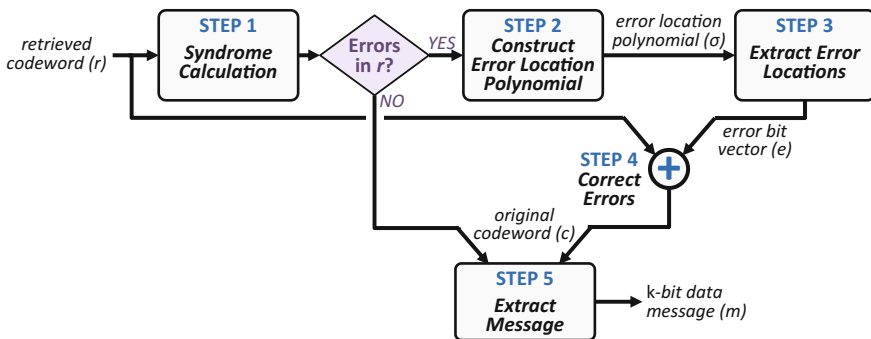 retrieved
codeword (r)
STEP 1
Syndrome
Calculation
Errors
in r?
YES
NO
STEP 2
Construct
Error Location
Polynomial
error location
polynomial (σ)
STEP 3
Extract Error
Locations
error bit
vector (e)
STEP 4
Correct
Errors
+
original
codeword (c)
STEP 5
Extract
Message
k-bit data
message (m)